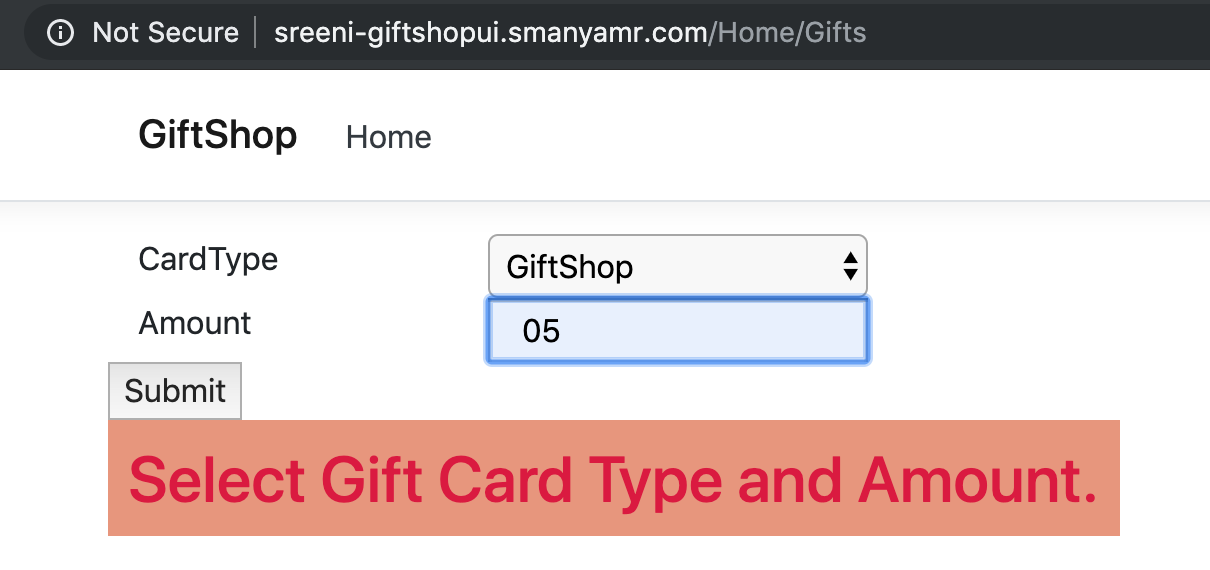 Not Secure sreeni-giftshopui.smanyamr.com/Home/Gifts
GiftShop Home
CardType GiftShop
Amount 05
Submit
Select Gift Card Type and Amount.